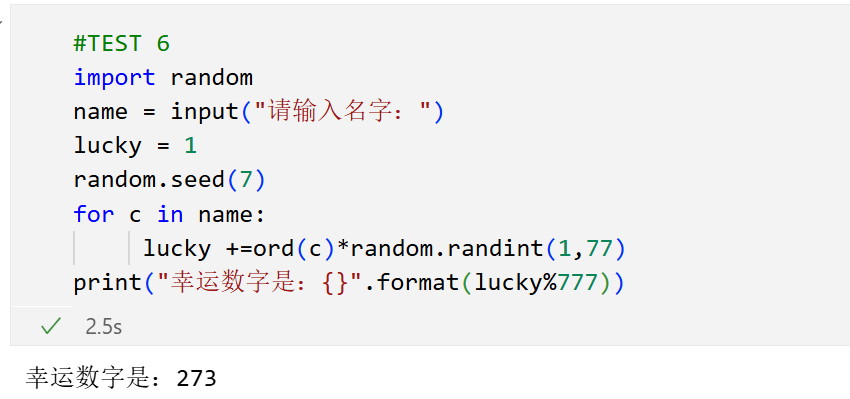 #TEST 6
import random
name = input("请输入名字：")
lucky = 1
random.seed(7)
for c in name:
lucky +=ord(c)*random.randint(1,77)
print("幸运数字是：{}".format(lucky%777))
2.5s
幸运数字是：273